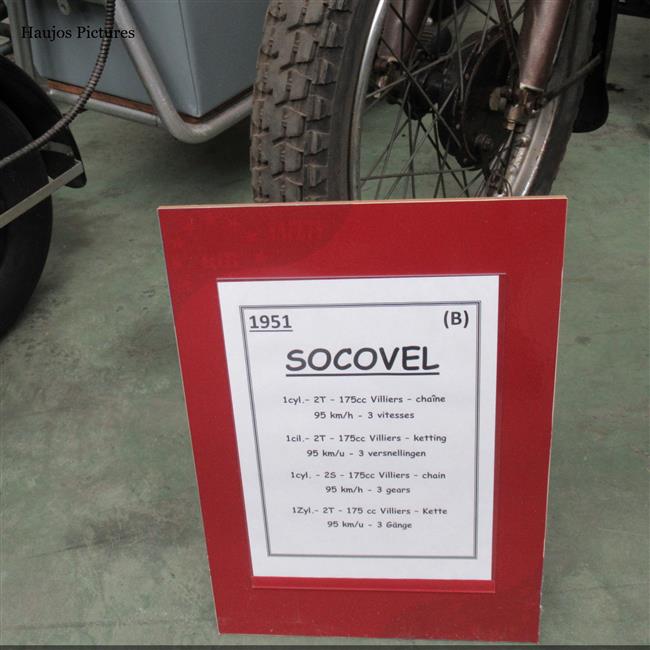 Haujos Pictures
1951 (B)
SOCOVEL
1cyl.- 2T - 175cc Villiers - chaîne
95 km/h - 3 vitesses
1cil.- 2T - 175cc Villiers - ketting
95 km/u - 3 versnellingen
1cyl. - 2S - 175cc Villiers - chain
95 km/h - 3 gears
1Zyl.- 2T - 175 cc Villiers - Kette
95 km/u - 3 Gänge